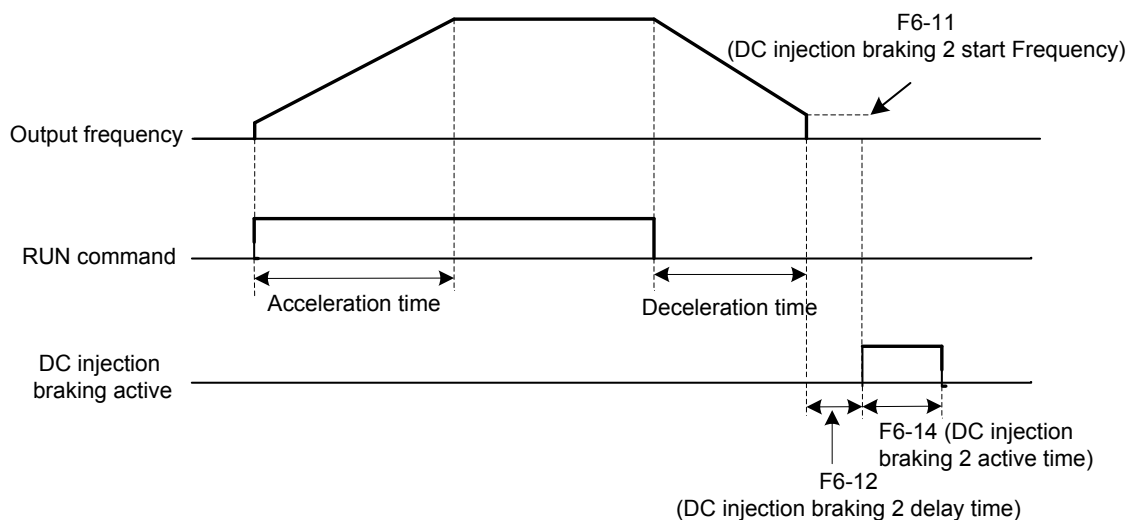 F6-11
(DC injection braking 2 start Frequency)
Output frequency
RUN command
Acceleration time
Deceleration time
DC injection
braking active
F6-14 (DC injection
braking 2 active time)
F6-12
(DC injection braking 2 delay time)